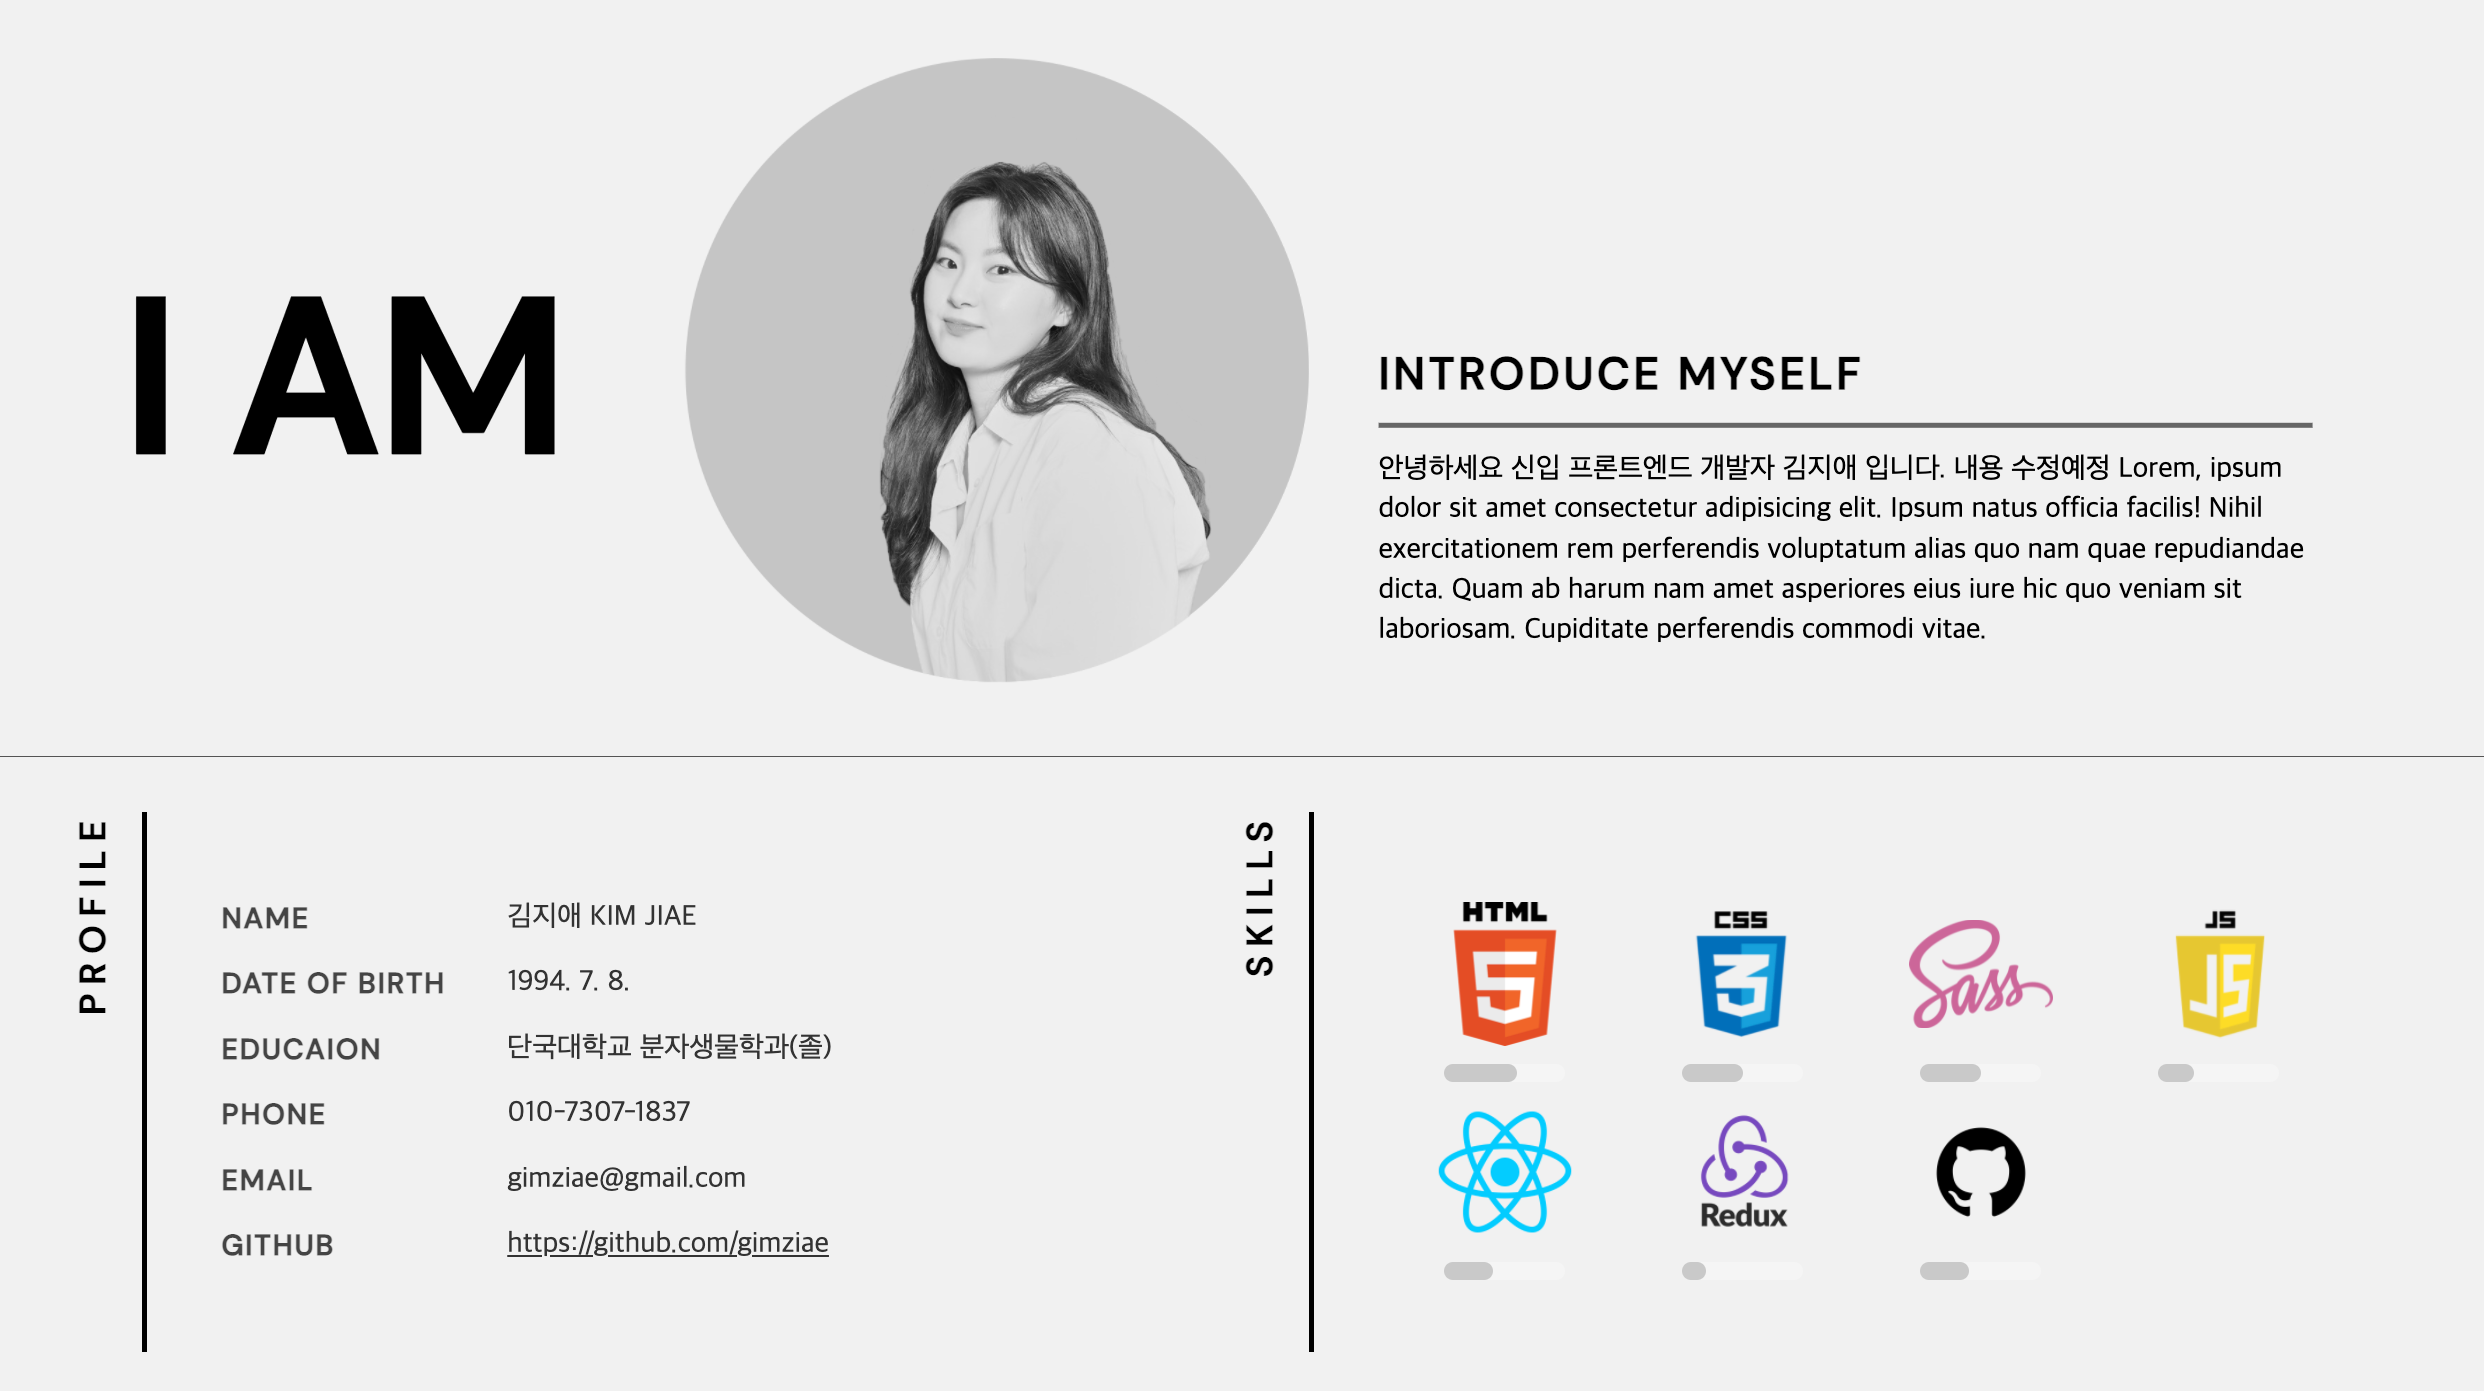 I AM
INTRODUCE MYSELF
안녕하세요 신입 프론트엔드 개발자 김지애 입니다. 내용 수정예정 Lorem, ipsum
dolor sit amet consectetur adipisicing elit. Ipsum natus officia facilis! Nihil
exercitationem rem perferendis voluptatum alias quo nam quae repudiandae
dicta. Quam ab harum nam amet asperiores eius iure hic quo veniam sit
laboriosam. Cupiditate perferendis commodi vitae.
PROFILE
NAME 김지애 KIM JIAE
DATE OF BIRTH 1994. 7. 8.
EDUCAION 단국대학교 분자생물학과(졸)
PHONE 010-7307-1837
EMAIL gimziae@gmail.com
GITHUB https://github.com/gimziae
SKILLS
HTML 5
CSS 3
Sass
JS JS
Redux